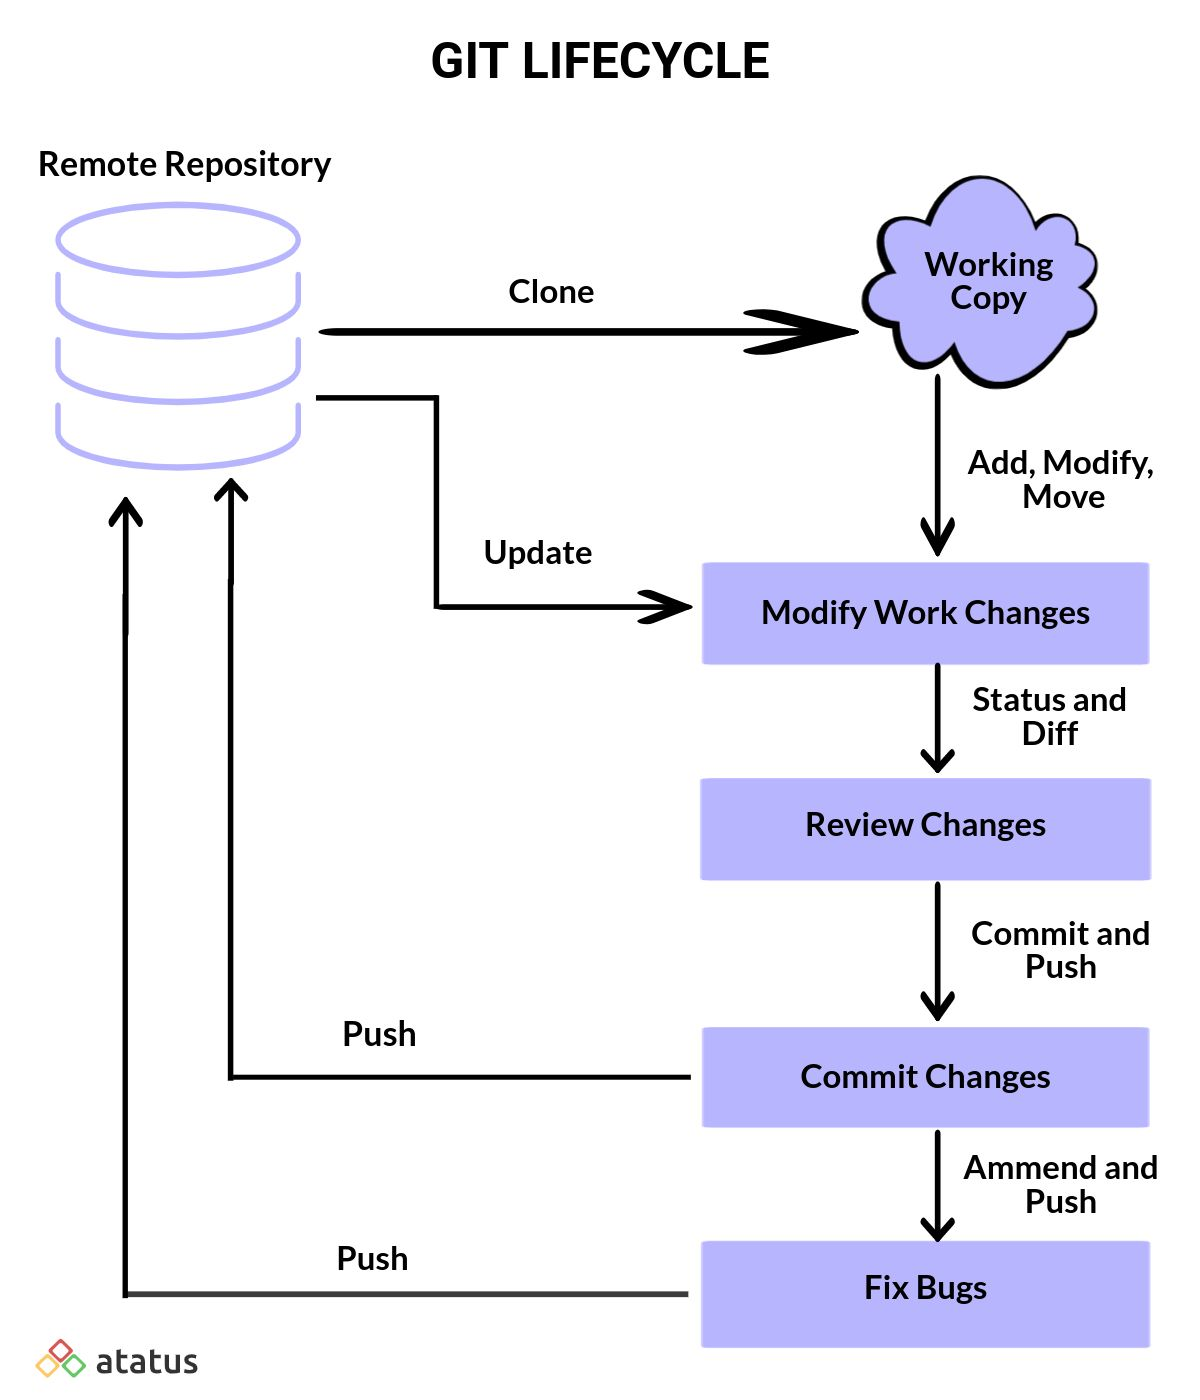 GIT LIFECYCLE
Remote Repository
Working
Copy
Clone
Add, Modify,
Move
Update
Modify Work Changes
Status and
Diff
Review Changes
Commit and
Push
Push
Commit Changes
Ammend and
Push
Push
Fix Bugs
atatus